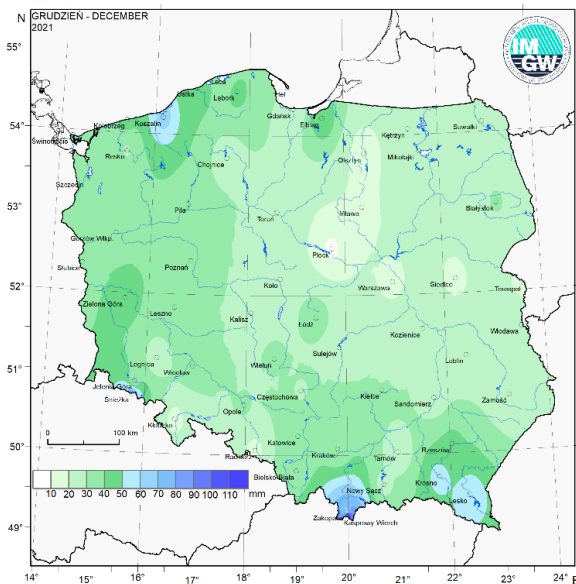 GRUDZIEŃ - DECEMBER
2021
N
IM
GW
55°
Łeba
Ustka
Lębork
Hel
Gdańsk
Kołobrzeg
Koszalin
Elbląg
Suwałki
54°
Kętrzyn
Świnoujście
Resko
Chojnice
Olsztyn
Mikołajki
Szczecin
53°
Piła
Toruń
Mława
Białystok
Gorzów Wlkp.
Płock
Słubice
Poznań
Koło
Warszawa
Siedlce
Terespol
52°
Zielona Góra
Leszno
Kalisz
Łódź
Kozienice
Włodawa
Sulejów
51°
Legnica
Wrocław
Wieluń
Lublin
Jelenia Góra
Śnieżka
Częstochowa
Kielce
Sandomierz
Zamość
Opole
Kłodzko
0 100 km
50°
Katowice
Kraków
Tarnów
Rzeszów
Bielsko-Biała
Nowy Sącz
Krosno
Lesko
10 20 30 40 50 60 70 80 90 100 110 mm
Zakopane
Kasprowy Wierch
49°
14° 15° 16° 17° 18° 19° 20° 21° 22° 23° 24° E